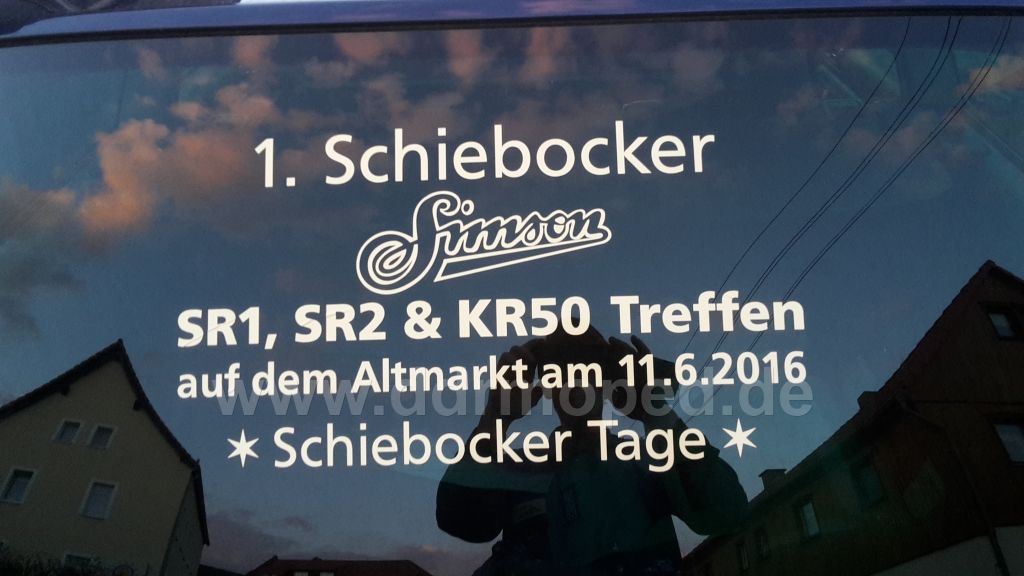 1. Schiebocker
Simson
SR1, SR2 & KR50 Treffen
auf dem Altmarkt am 11.6.2016
www.ddrmoped.de
✶ Schiebocker Tage ✶